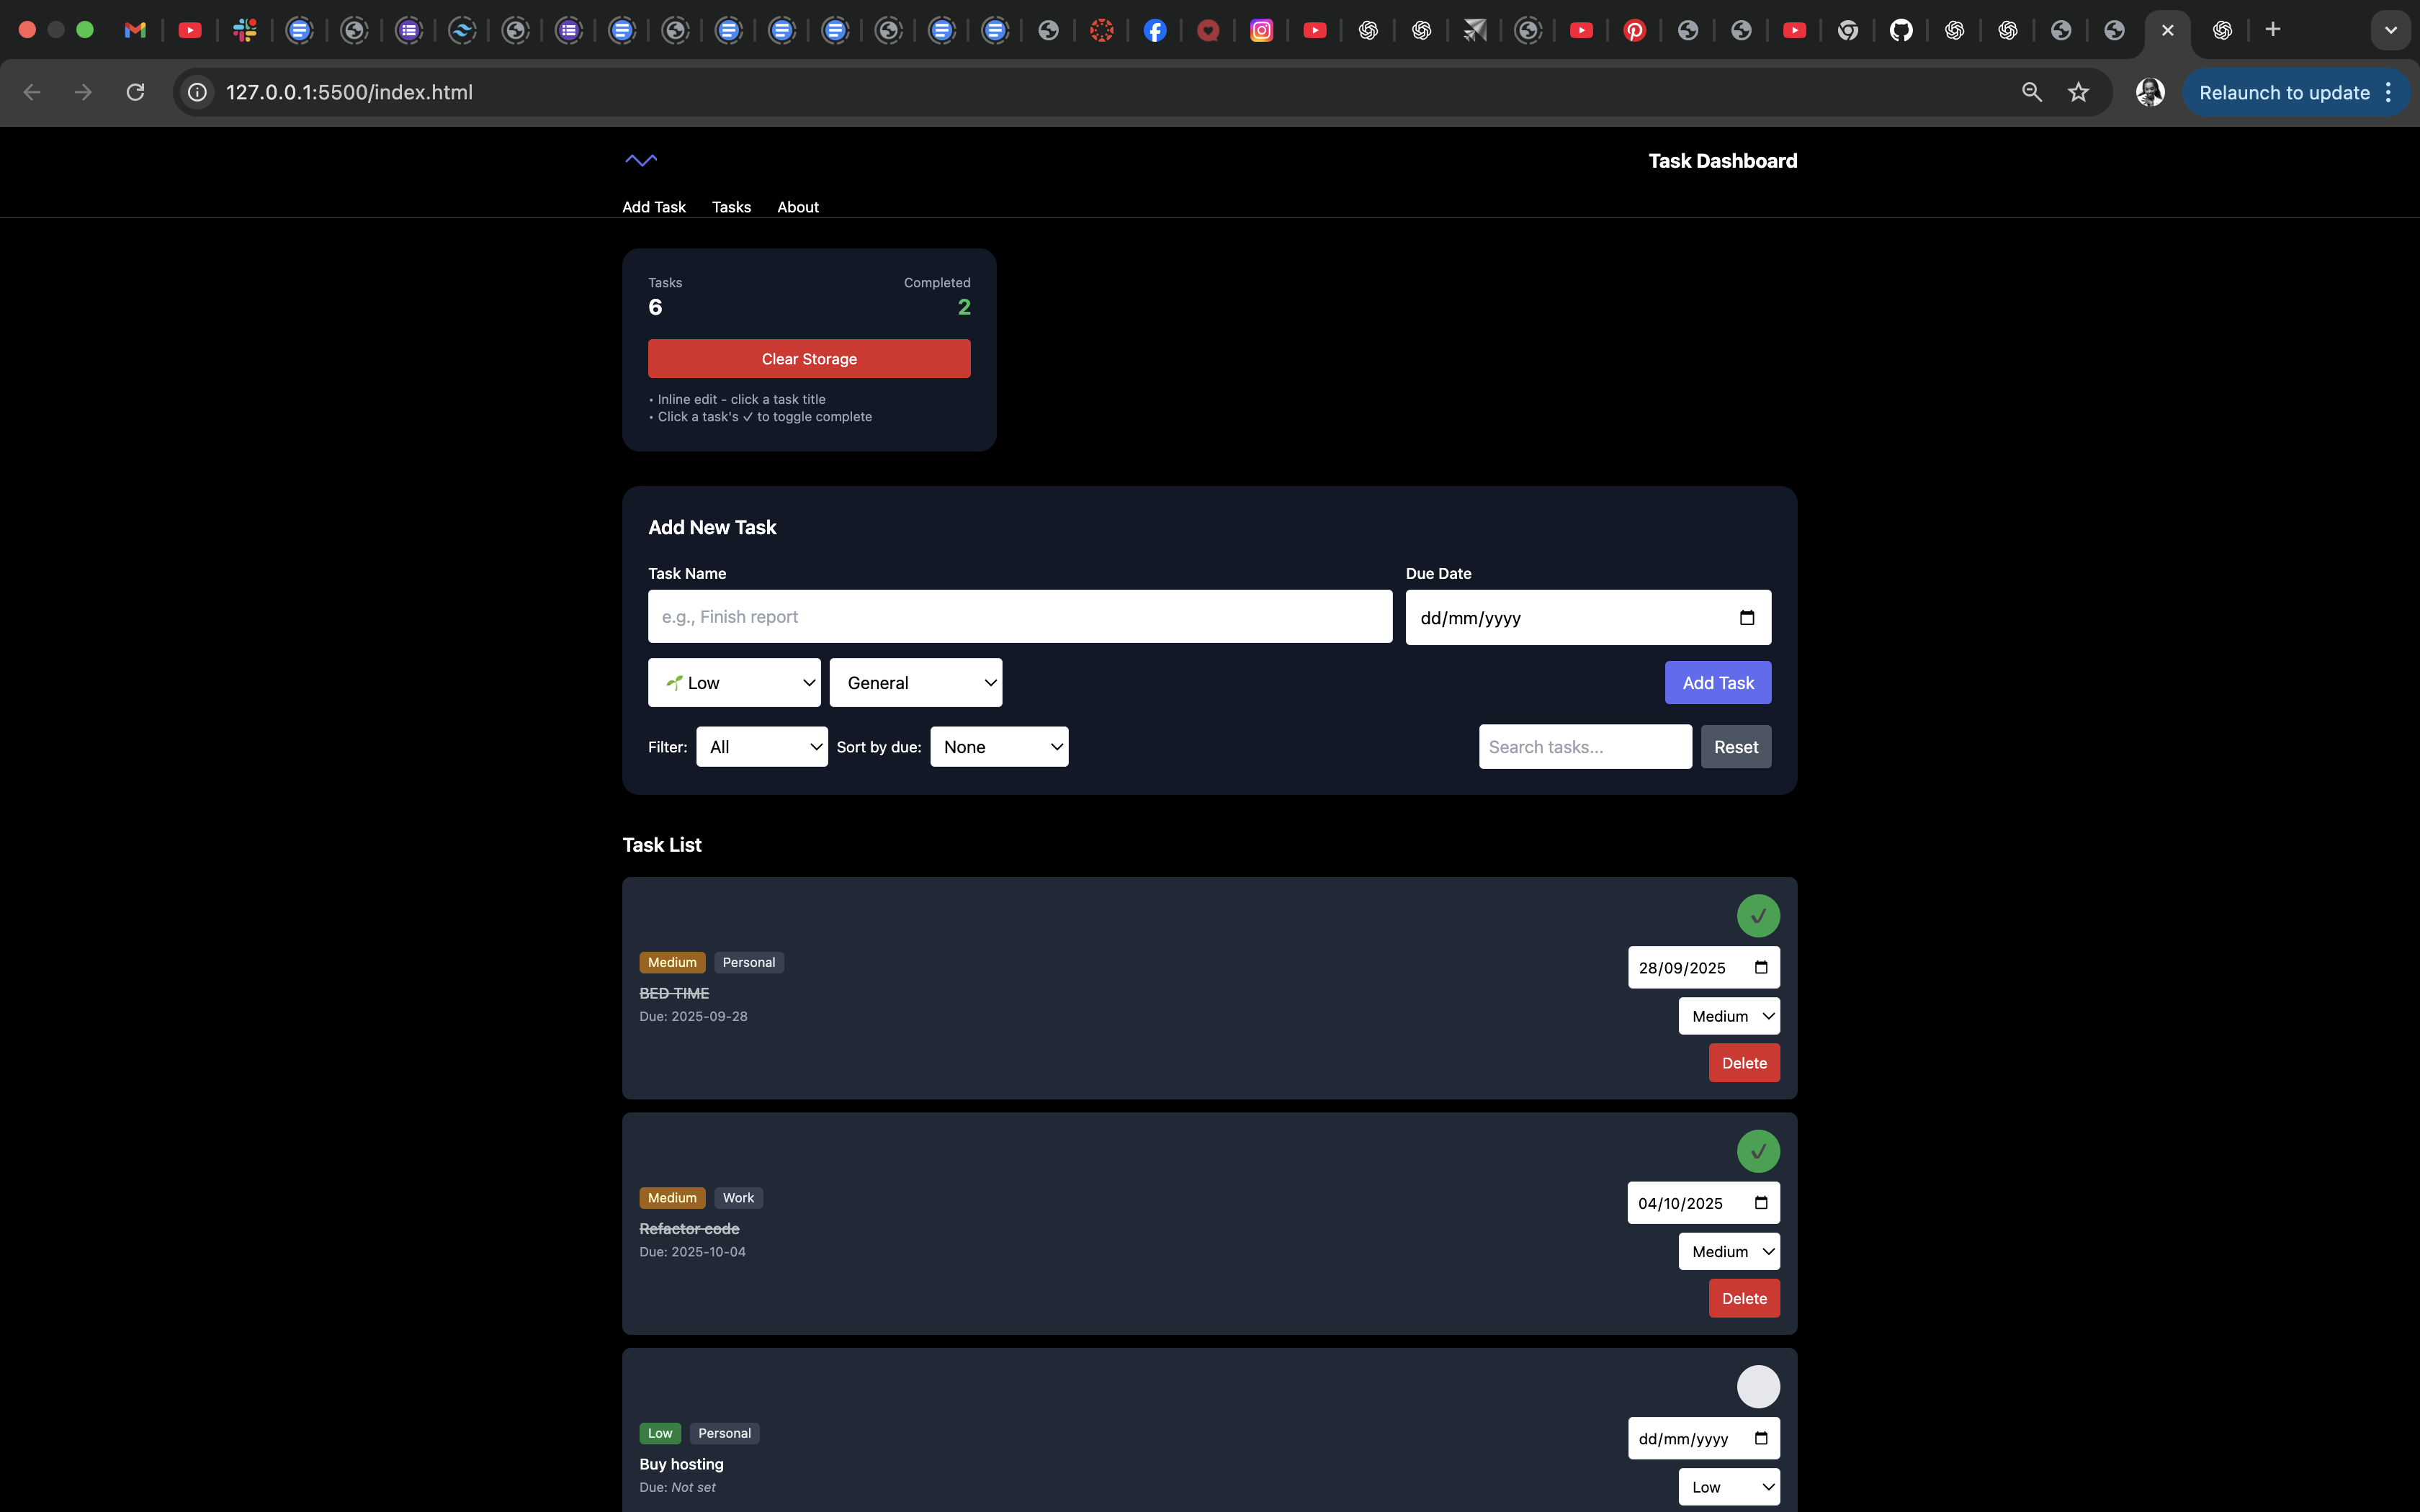 127.0.0.1:5500/index.html
Relaunch to update
Task Dashboard
Add Task Tasks About
Tasks Completed
6 2
Clear Storage
• Inline edit - click a task title
• Click a task's ✓ to toggle complete
Add New Task
Task Name Due Date
e.g., Finish report dd/mm/yyyy
🌱 Low General Add Task
Filter: All Sort by due: None Search tasks... Reset
Task List
Medium Personal
BED TIME
Due: 2025-09-28
28/09/2025
Medium
Delete
Medium Work
Refactor code
Due: 2025-10-04
04/10/2025
Medium
Delete
Low Personal
Buy hosting
Due: Not set
dd/mm/yyyy
Low